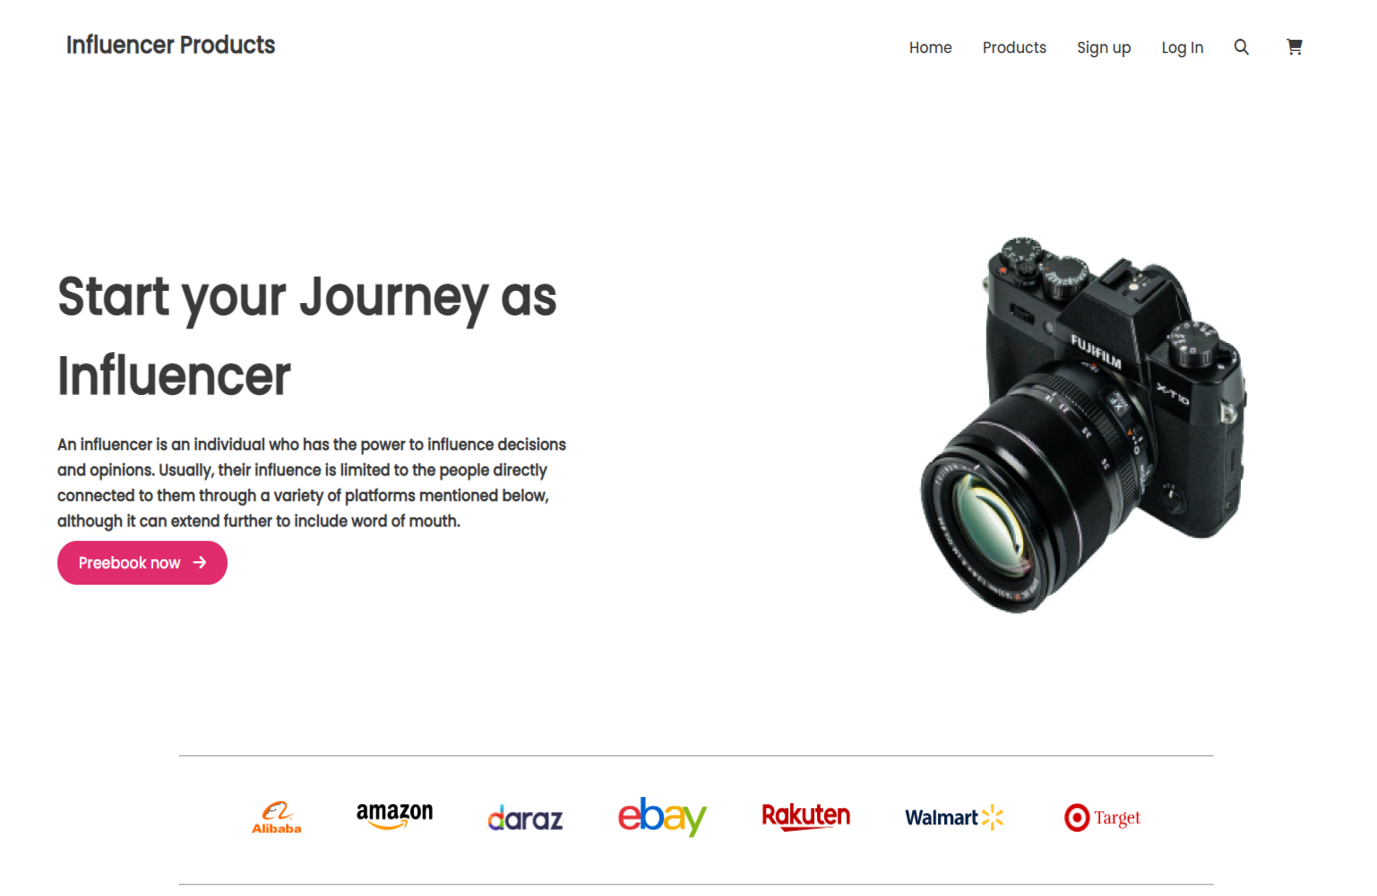 Influencer Products
Home Products Sign up Log In
Start your Journey as
Influencer
An influencer is an individual who has the power to influence decisions
and opinions. Usually, their influence is limited to the people directly
connected to them through a variety of platforms mentioned below,
although it can extend further to include word of mouth.
Preebook now
FUJIFILM
X-T10
XF
Alibaba
amazon
daraz
ebay
Rakuten
Walmart
Target